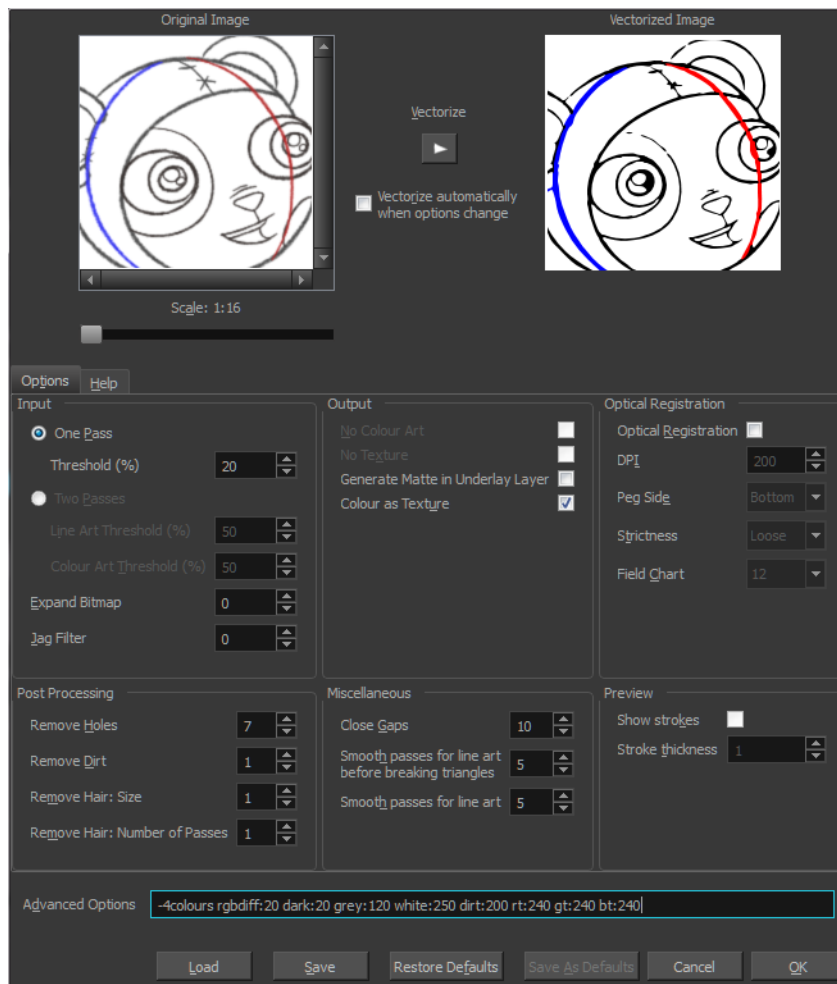 Original Image
Vectorized Image
Vectorize
Vectorize automatically
when options change
Scale: 1:16
Options
Help
Input
One Pass
Threshold (%)
20
Two Passes
Line Art Threshold (%)
50
Colour Art Threshold (%)
50
Expand Bitmap
0
Jag Filter
0
Output
No Colour Art
No Texture
Generate Matte in Underlay Layer
Colour as Texture
Optical Registration
Optical Registration
DPI
200
Peg Side
Bottom
Strictness
Loose
Field Chart
12
Post Processing
Remove Holes
7
Remove Dirt
1
Remove Hair: Size
1
Remove Hair: Number of Passes
1
Miscellaneous
Close Gaps
10
Smooth passes for line art
before breaking triangles
5
Smooth passes for line art
5
Preview
Show strokes
Stroke thickness
1
Advanced Options
-4colours rgbdiff:20 dark:20 grey:120 white:250 dirt:200 rt:240 gt:240 bt:240
Load
Save
Restore Defaults
Save As Defaults
Cancel
OK